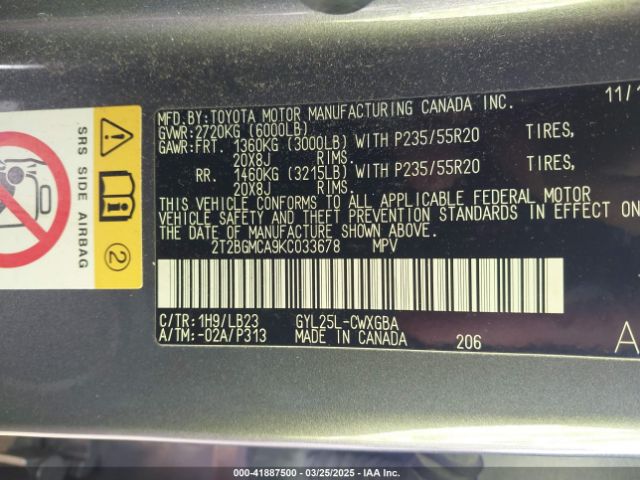 MFD.BY:TOYOTA MOTOR MANUFACTURING CANADA INC. 11/1
GVWR:2720KG (6000LB)
GAWR:FRT. 1360KG (3000LB) WITH P235/55R20 TIRES,
20X8J RIMS.
RR. 1460KG (3215LB) WITH P235/55R20 TIRES,
20X8J RIMS.
THIS VEHICLE CONFORMS TO ALL APPLICABLE FEDERAL MOTOR
VEHICLE SAFETY AND THEFT PREVENTION STANDARDS IN EFFECT ON
THE DATE OF MANUFACTURE SHOWN ABOVE.
2T2BGMCA9KC033678 MPV
C/TR:1H9/LB23 GYL25L-CWXGBA
A/TM:-02A/P313 MADE IN CANADA 206 A
SRS SIDE AIRBAG
2
000-41887500 - 03/25/2025 - IAA Inc.